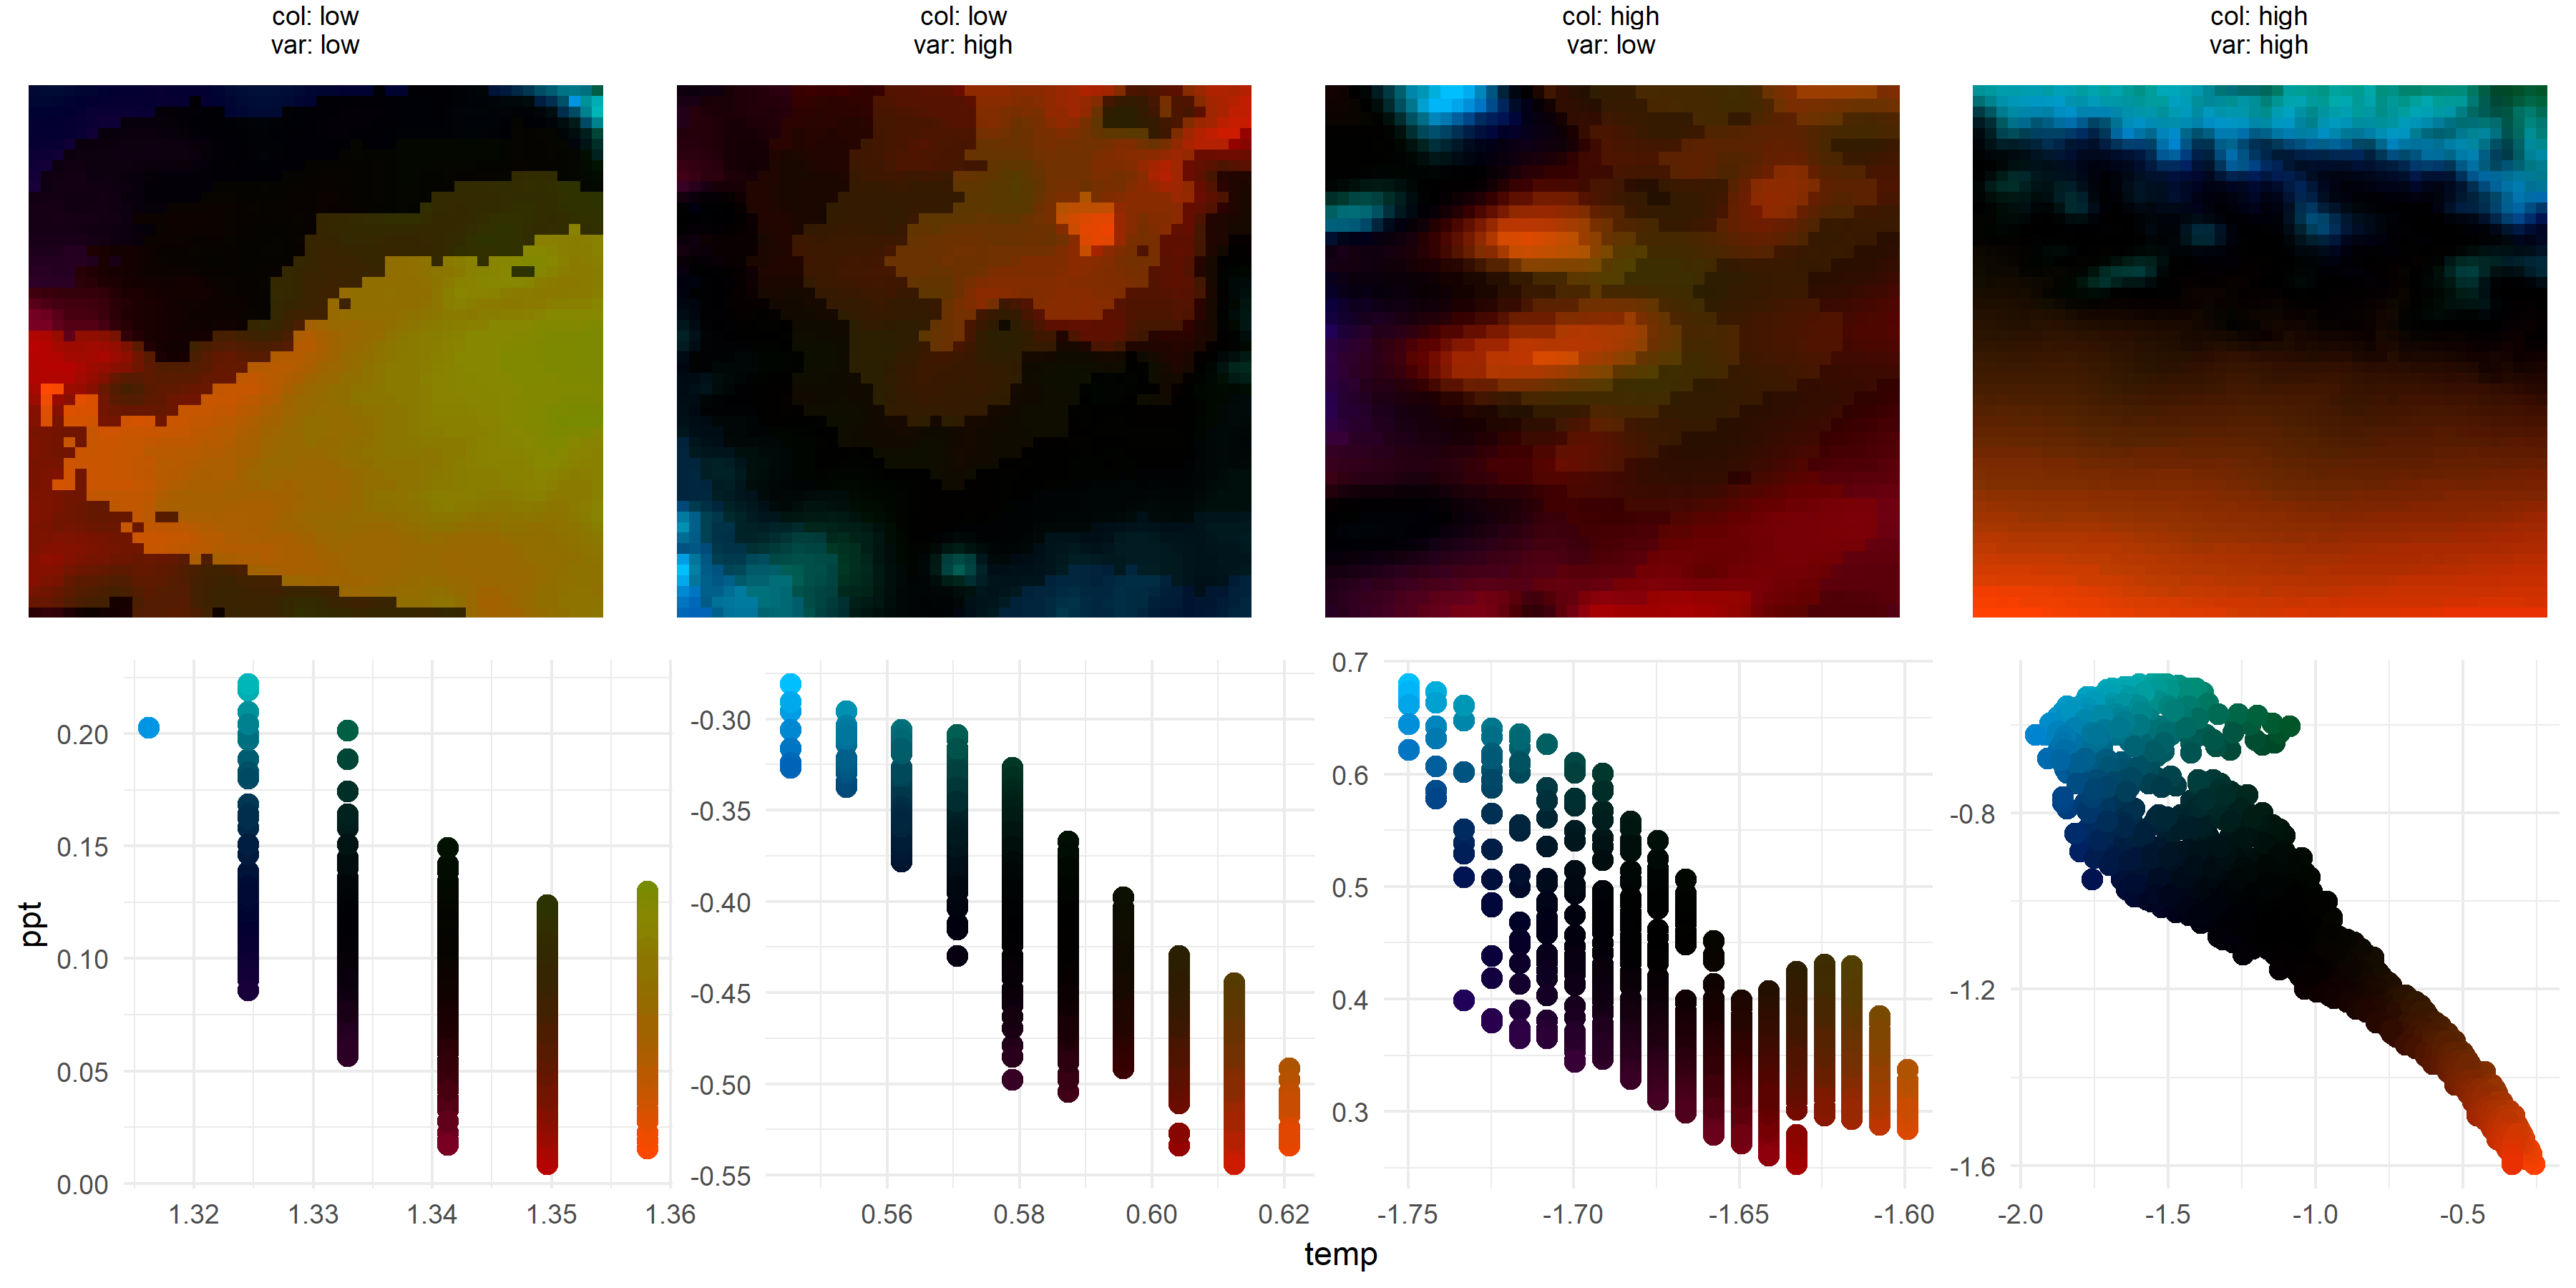 col: low
var: low
col: low
var: high
col: high
var: low
col: high
var: high
ppt
0.20
0.15
0.10
0.05
0.00
1.32 1.33 1.34 1.35 1.36
-0.30
-0.35
-0.40
-0.45
-0.50
-0.55
0.56 0.58 0.60 0.62
0.7
0.6
0.5
0.4
0.3
-1.75 -1.70 -1.65 -1.60
-0.8
-1.2
-1.6
-2.0 -1.5 -1.0 -0.5
temp